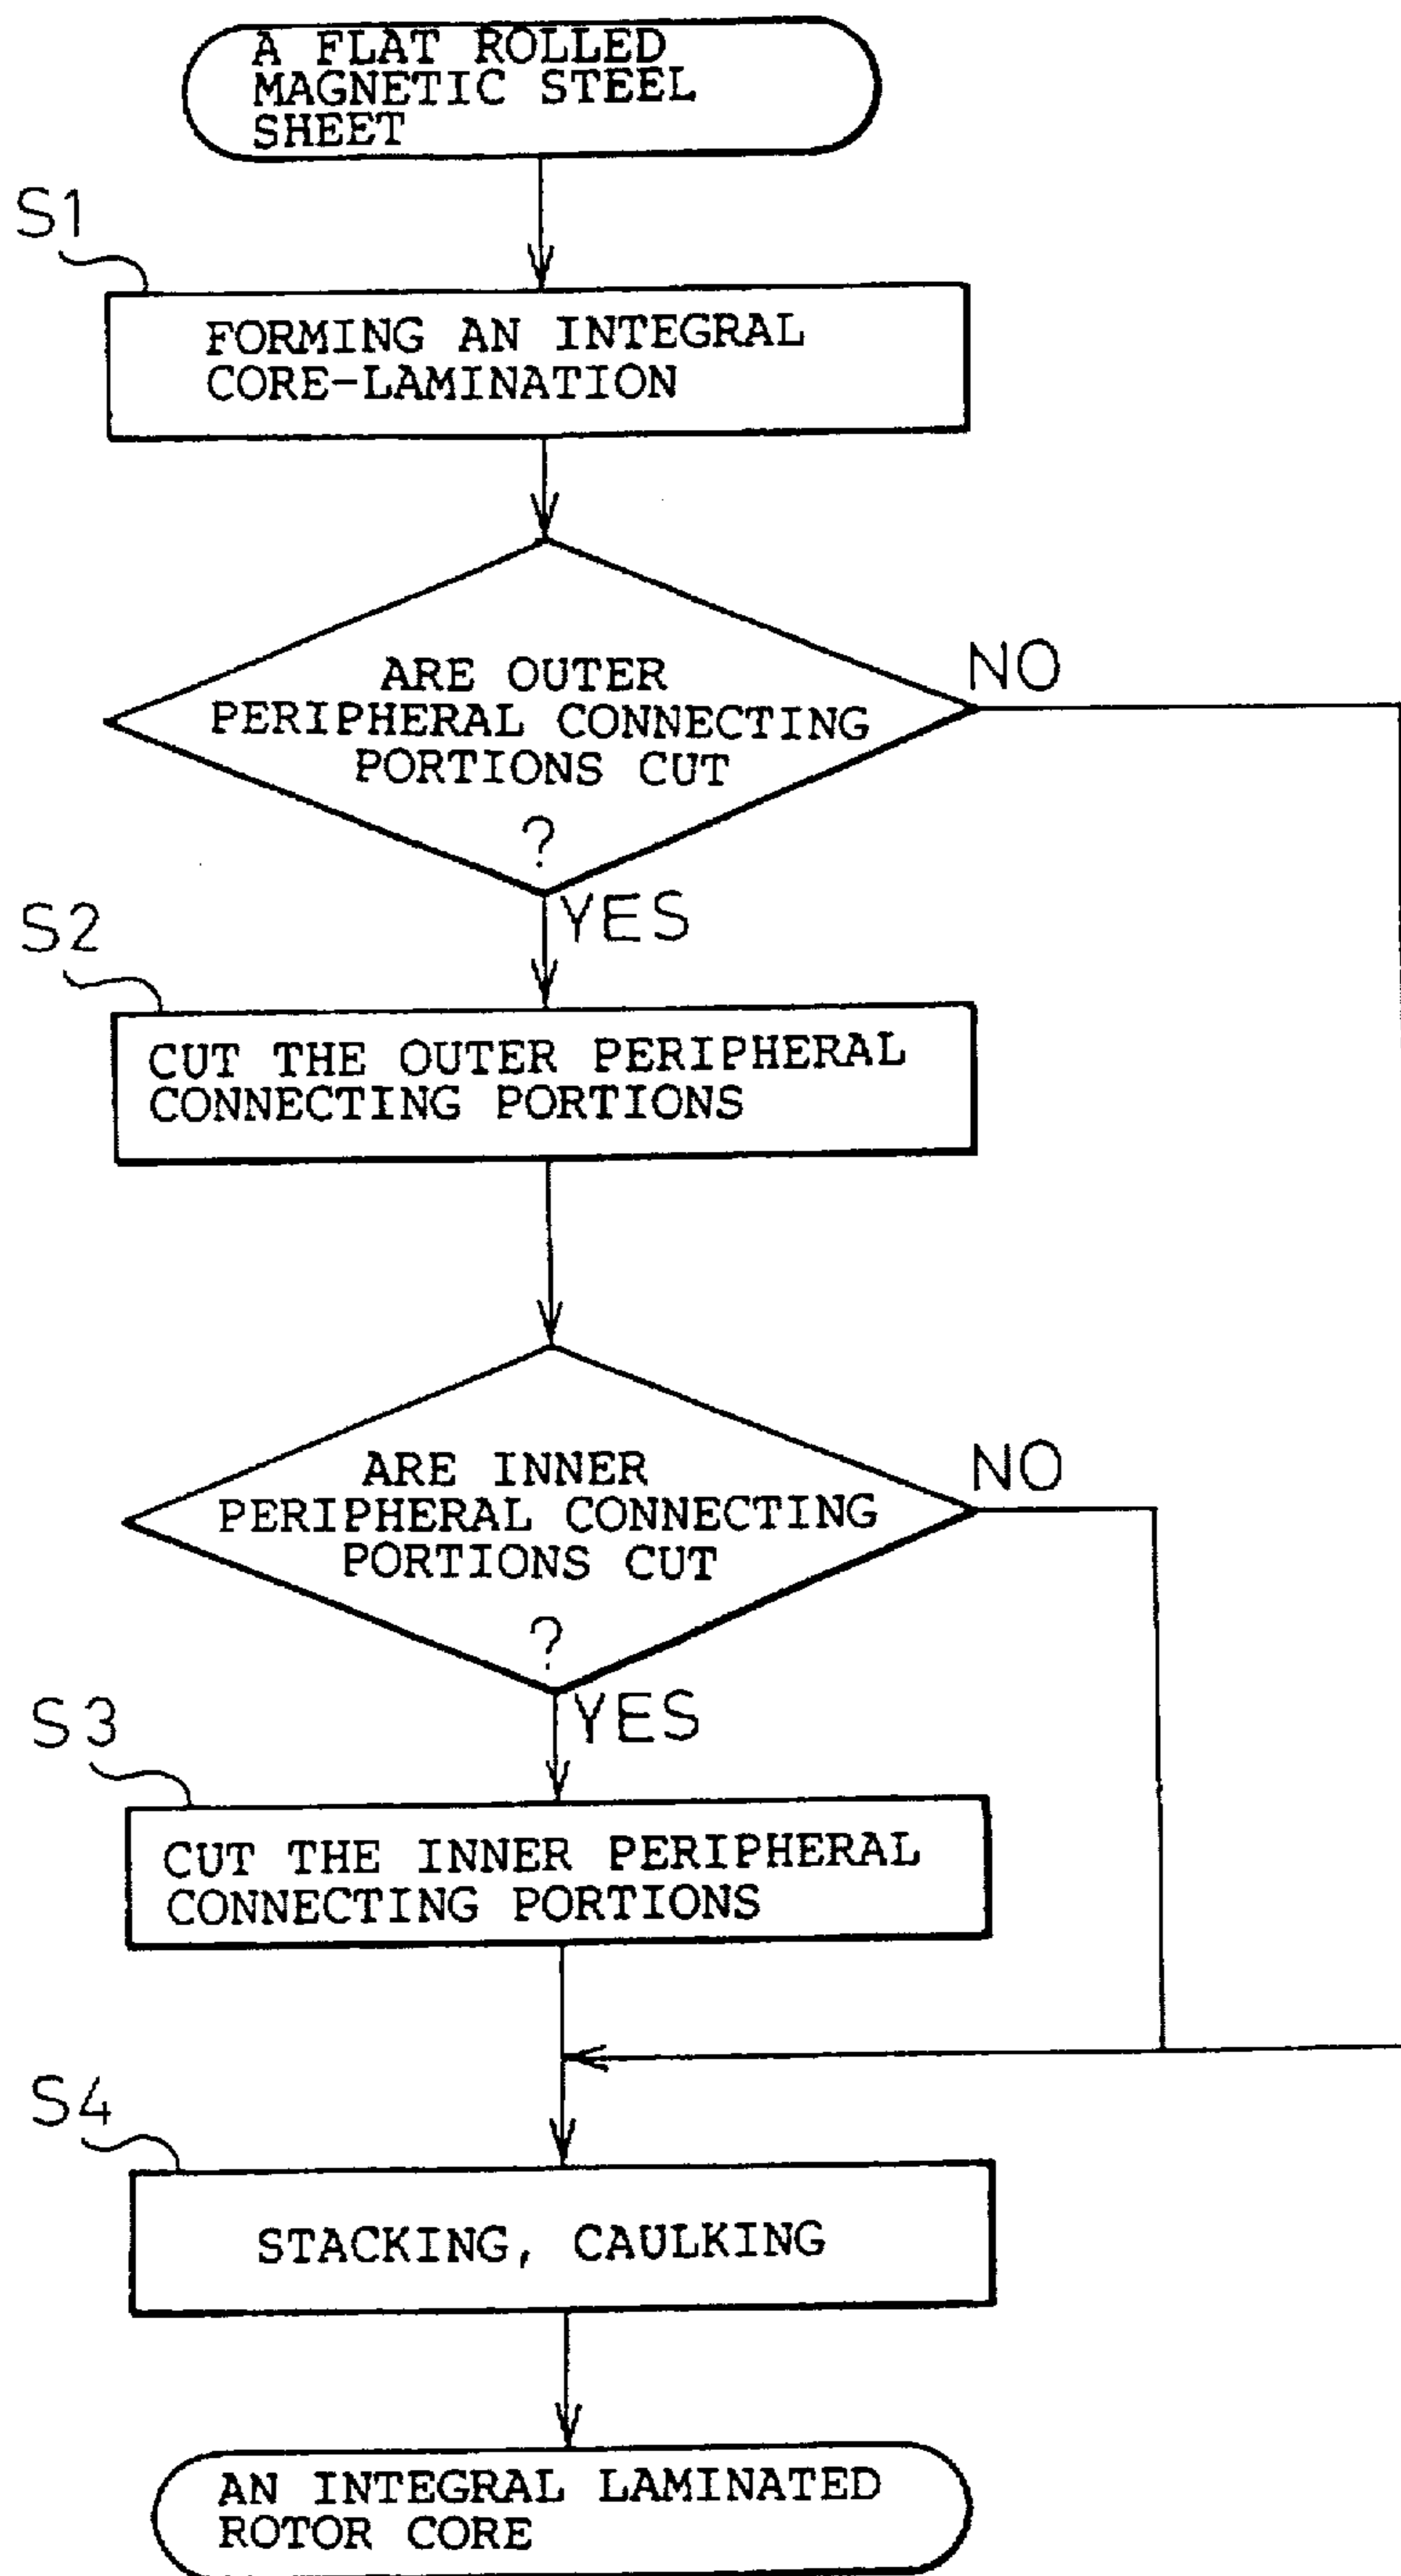 A FLAT ROLLED
MAGNETIC STEEL
SHEET
S1
FORMING AN INTEGRAL
CORE-LAMINATION
ARE OUTER
PERIPHERAL CONNECTING
PORTIONS CUT
?
NO
YES
S2
CUT THE OUTER PERIPHERAL
CONNECTING PORTIONS
ARE INNER
PERIPHERAL CONNECTING
PORTIONS CUT
?
NO
YES
S3
CUT THE INNER PERIPHERAL
CONNECTING PORTIONS
S4
STACKING, CAULKING
AN INTEGRAL LAMINATED
ROTOR CORE